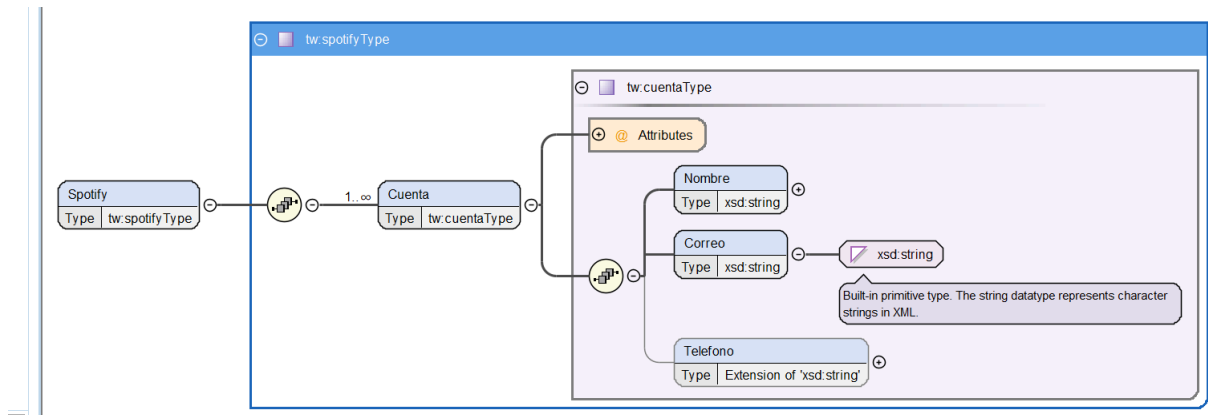 tw:spotifyType
tw:cuentaType
@ Attributes
Spotify
Type tw:spotifyType
1..∞
Cuenta
Type tw:cuentaType
Nombre
Type xsd:string
Correo
Type xsd:string
xsd:string
Built-in primitive type. The string datatype represents character
strings in XML.
Telefono
Type Extension of 'xsd:string'